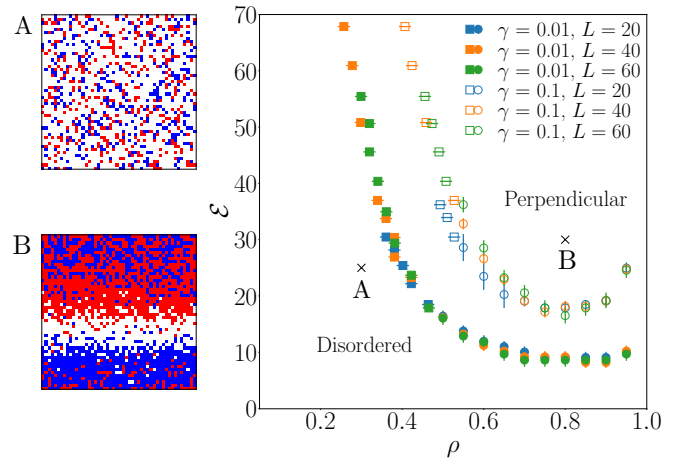 A
B
70
60
50
40
30
20
10
0
ℰ
0.2
0.4
0.6
0.8
1.0
ρ
γ = 0.01, L = 20
γ = 0.01, L = 40
γ = 0.01, L = 60
γ = 0.1, L = 20
γ = 0.1, L = 40
γ = 0.1, L = 60
Perpendicular
B
A
Disordered